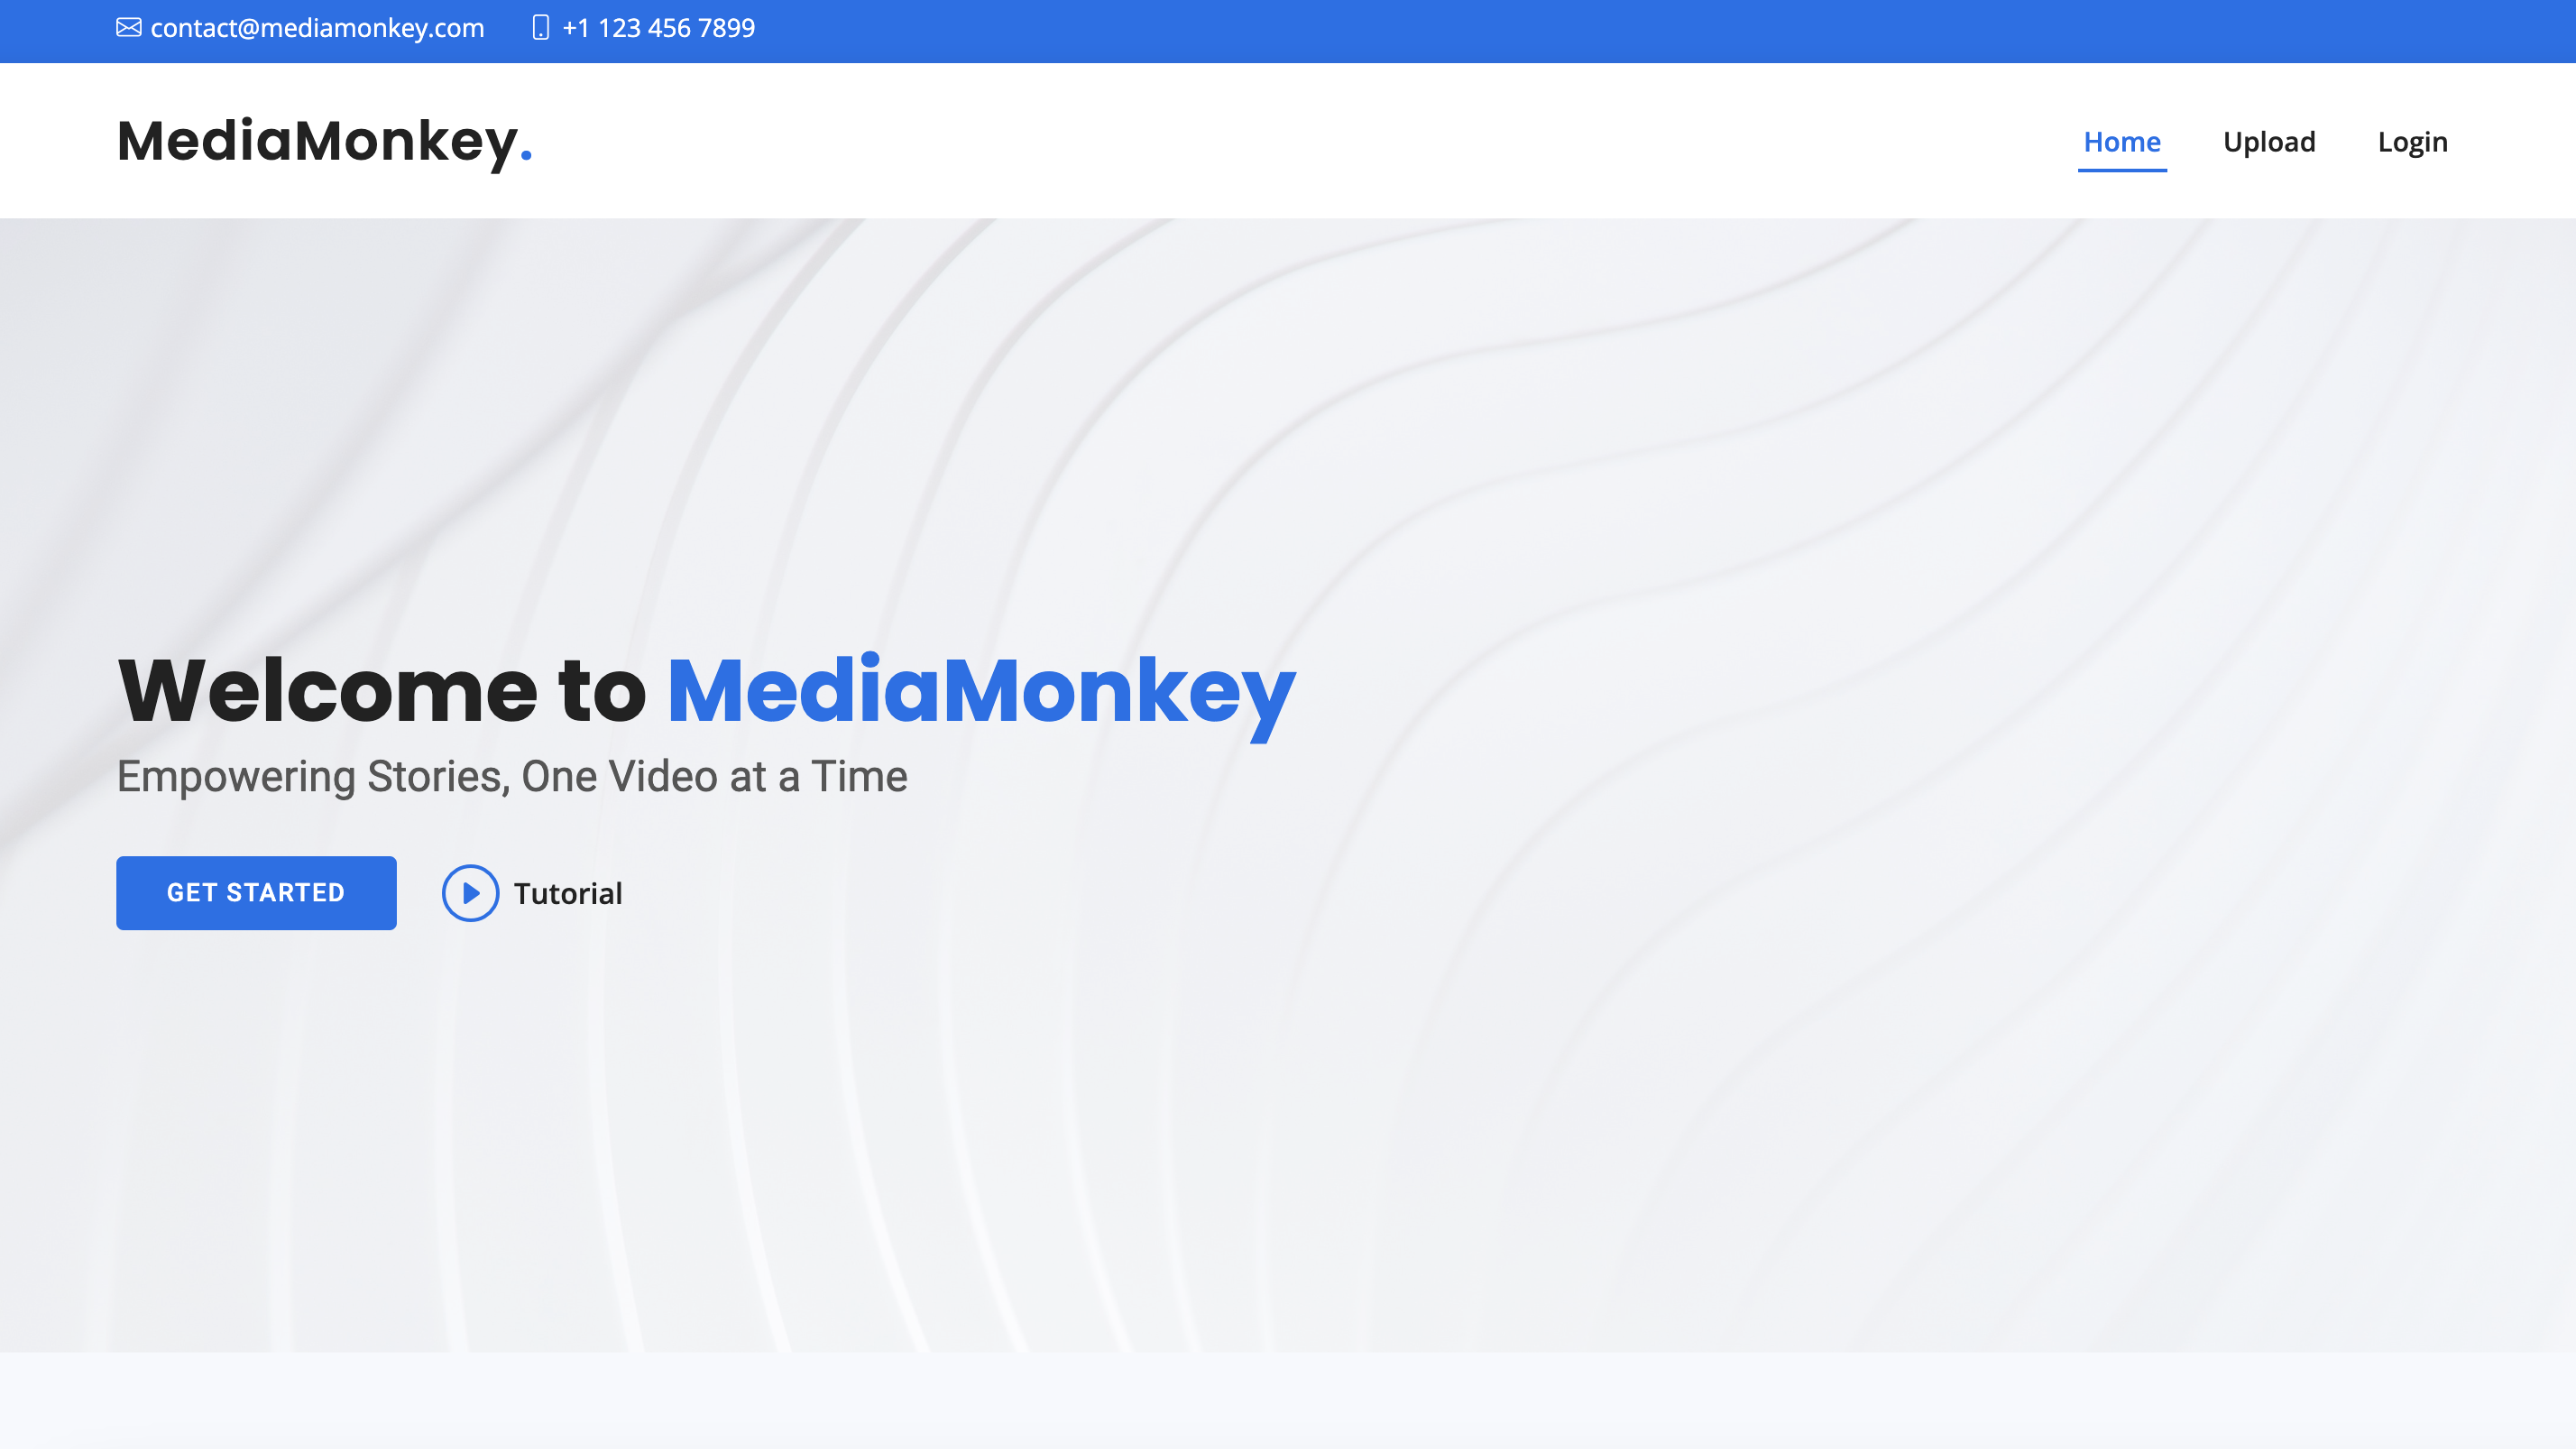 contact@mediamonkey.com +1 123 456 7899
MediaMonkey.
Home Upload Login
Welcome to MediaMonkey
Empowering Stories, One Video at a Time
GET STARTED Tutorial